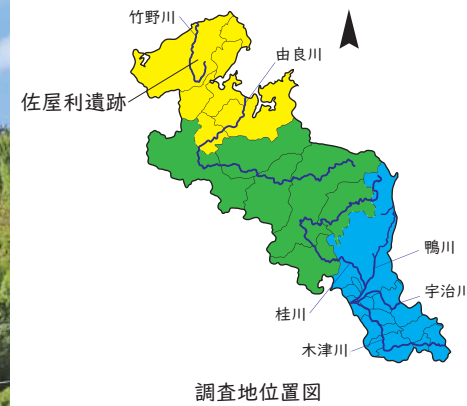 竹野川
由良川
佐屋利遺跡
鴨川
宇治川
桂川
木津川
調査地位置図